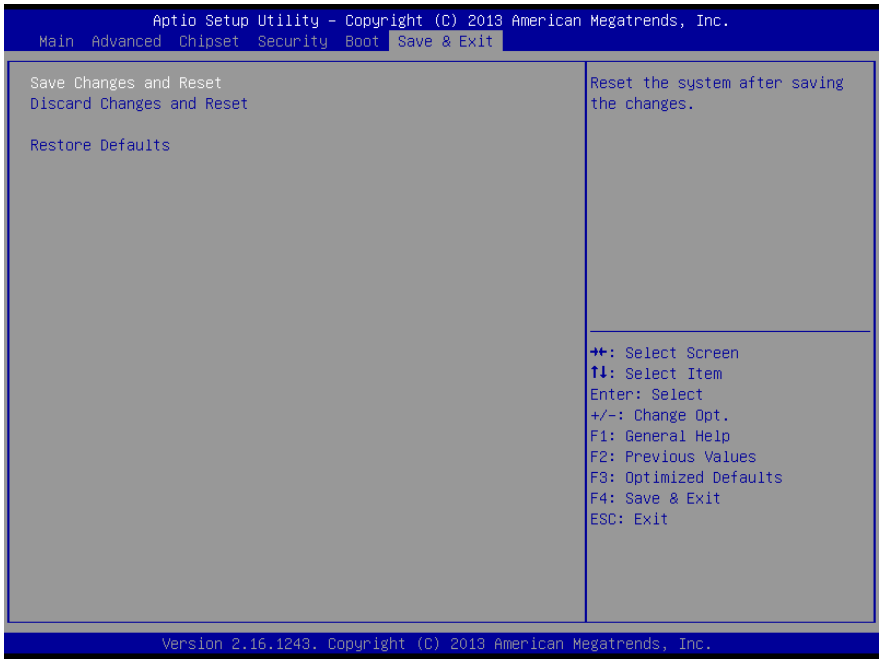 Aptio Setup Utility – Copyright (C) 2013 American Megatrends, Inc.
Main Advanced Chipset Security Boot Save & Exit
Save Changes and Reset
Discard Changes and Reset
Restore Defaults
Reset the system after saving
the changes.
→←: Select Screen
↑↓: Select Item
Enter: Select
+/-: Change Opt.
F1: General Help
F2: Previous Values
F3: Optimized Defaults
F4: Save & Exit
ESC: Exit
Version 2.16.1243. Copyright (C) 2013 American Megatrends, Inc.